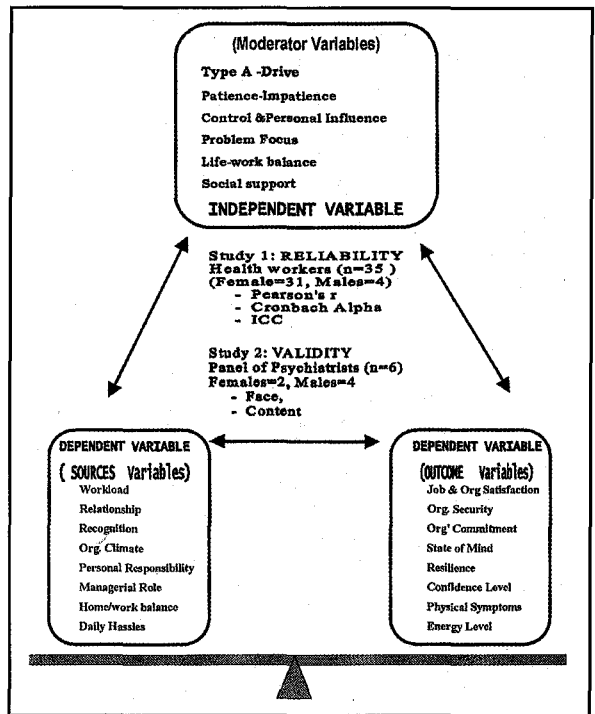 (Moderator Variables)
Type A -Drive
Patience-Impatience
Control &Personal Influence
Problem Focus
Life-work balance
Social support
INDEPENDENT VARIABLE
Study 1: RELIABILITY
Health workers (n=35 )
(Female=31, Males=4)
- Pearson's r
- Cronbach Alpha
- ICC
Study 2: VALIDITY
Panel of Psychiatrists (n=6)
Females=2, Males=4
- Face,
- Content
DEPENDENT VARIABLE
( SOURCES Variables)
Workload
Relationship
Recognition
Org. Climate
Personal Responsibility
Managerial Role
Home/work balance
Daily Hassles
DEPENDENT VARIABLE
(OUTCOME Variables)
Job & Org Satisfaction
Org. Security
Org' Commitment
State of Mind
Resilience
Confidence Level
Physical Symptoms
Energy Level